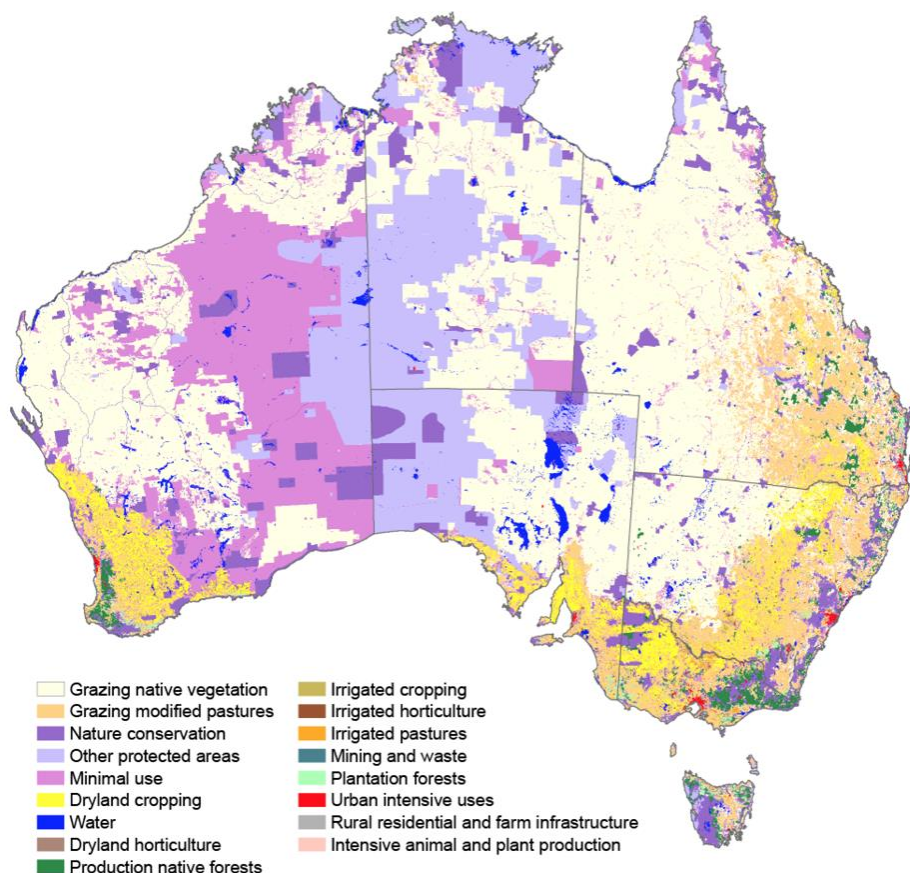 Grazing native vegetation
Grazing modified pastures
Nature conservation
Other protected areas
Minimal use
Dryland cropping
Water
Dryland horticulture
Production native forests
Irrigated cropping
Irrigated horticulture
Irrigated pastures
Mining and waste
Plantation forests
Urban intensive uses
Rural residential and farm infrastructure
Intensive animal and plant production